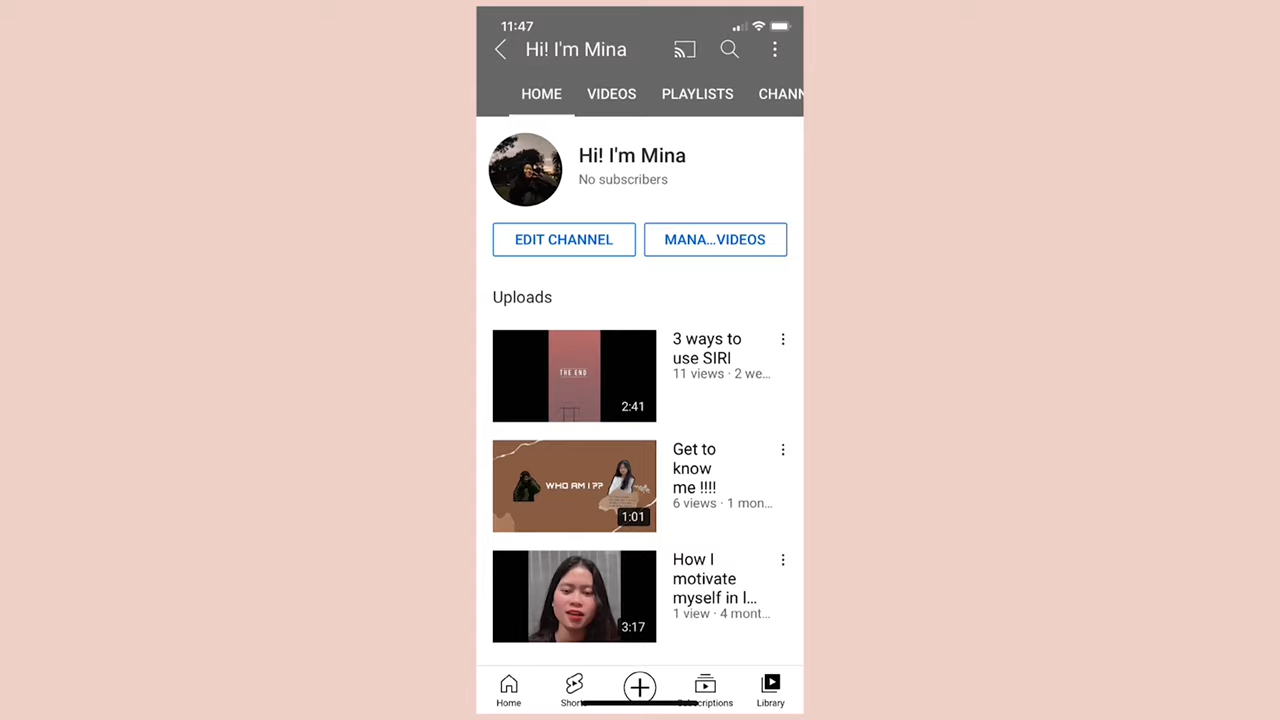 11:47
Hi! I'm Mina
HOME VIDEOS PLAYLISTS CHANN
Hi! I'm Mina
No subscribers
EDIT CHANNEL MANA...VIDEOS
Uploads
THE END
2:41
3 ways to
use SIRI
11 views · 2 we...
WHO AM I??
1:01
Get to
know
me !!!!
6 views · 1 mon...
3:17
How I
motivate
myself in l...
1 view · 4 mont...
Home Shorts Subscriptions Library